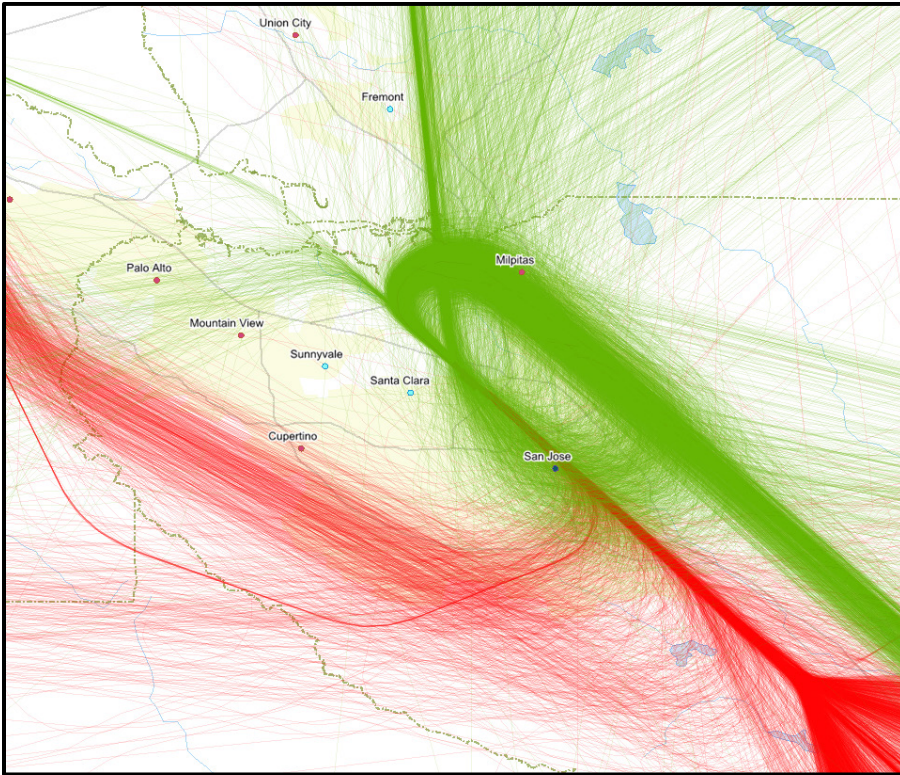 Union City
Fremont
Milpitas
Palo Alto
Mountain View
Sunnyvale
Santa Clara
Cupertino
San Jose